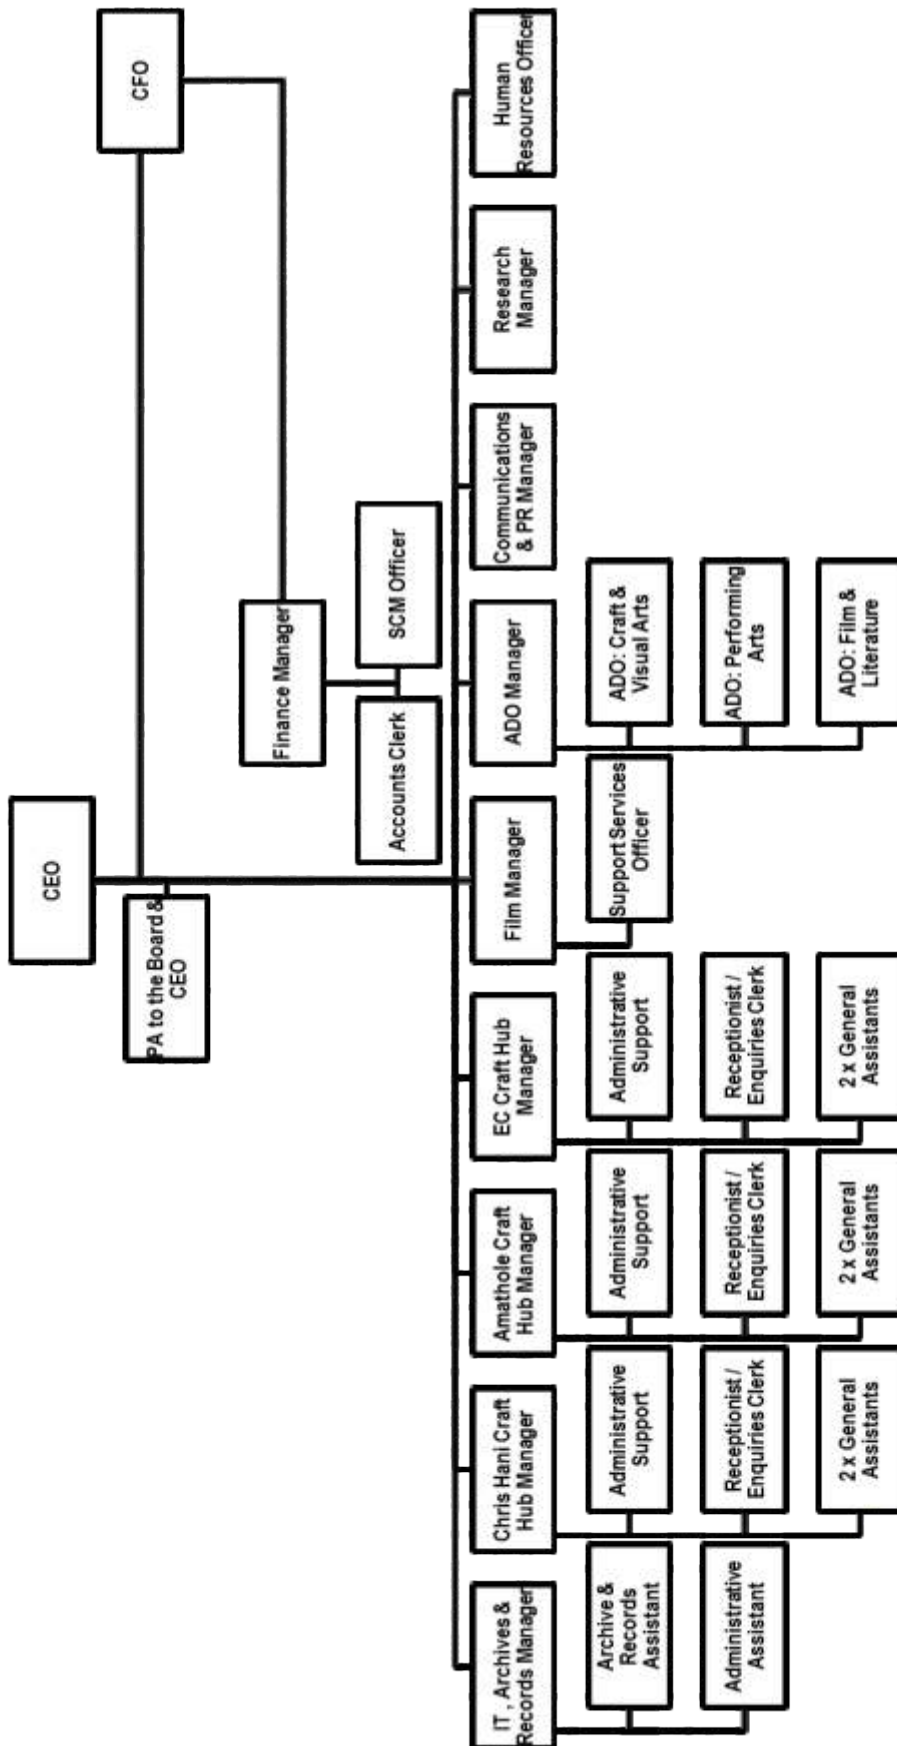 CEO
PA to the Board &
CEO
CFO
Finance Manager
Accounts Clerk
SCM Officer
IT , Archives &
Records Manager
Archive &
Records
Assistant
Administrative
Assistant
Chris Hani Craft
Hub Manager
Administrative
Support
Receptionist /
Enquiries Clerk
2 x General
Assistants
Amathole Craft
Hub Manager
Administrative
Support
Receptionist /
Enquiries Clerk
2 x General
Assistants
EC Craft Hub
Manager
Administrative
Support
Receptionist /
Enquiries Clerk
2 x General
Assistants
Film Manager
Support Services
Officer
ADO Manager
ADO: Craft &
Visual Arts
ADO: Performing
Arts
ADO: Film &
Literature
Communications
& PR Manager
Research
Manager
Human
Resources Officer